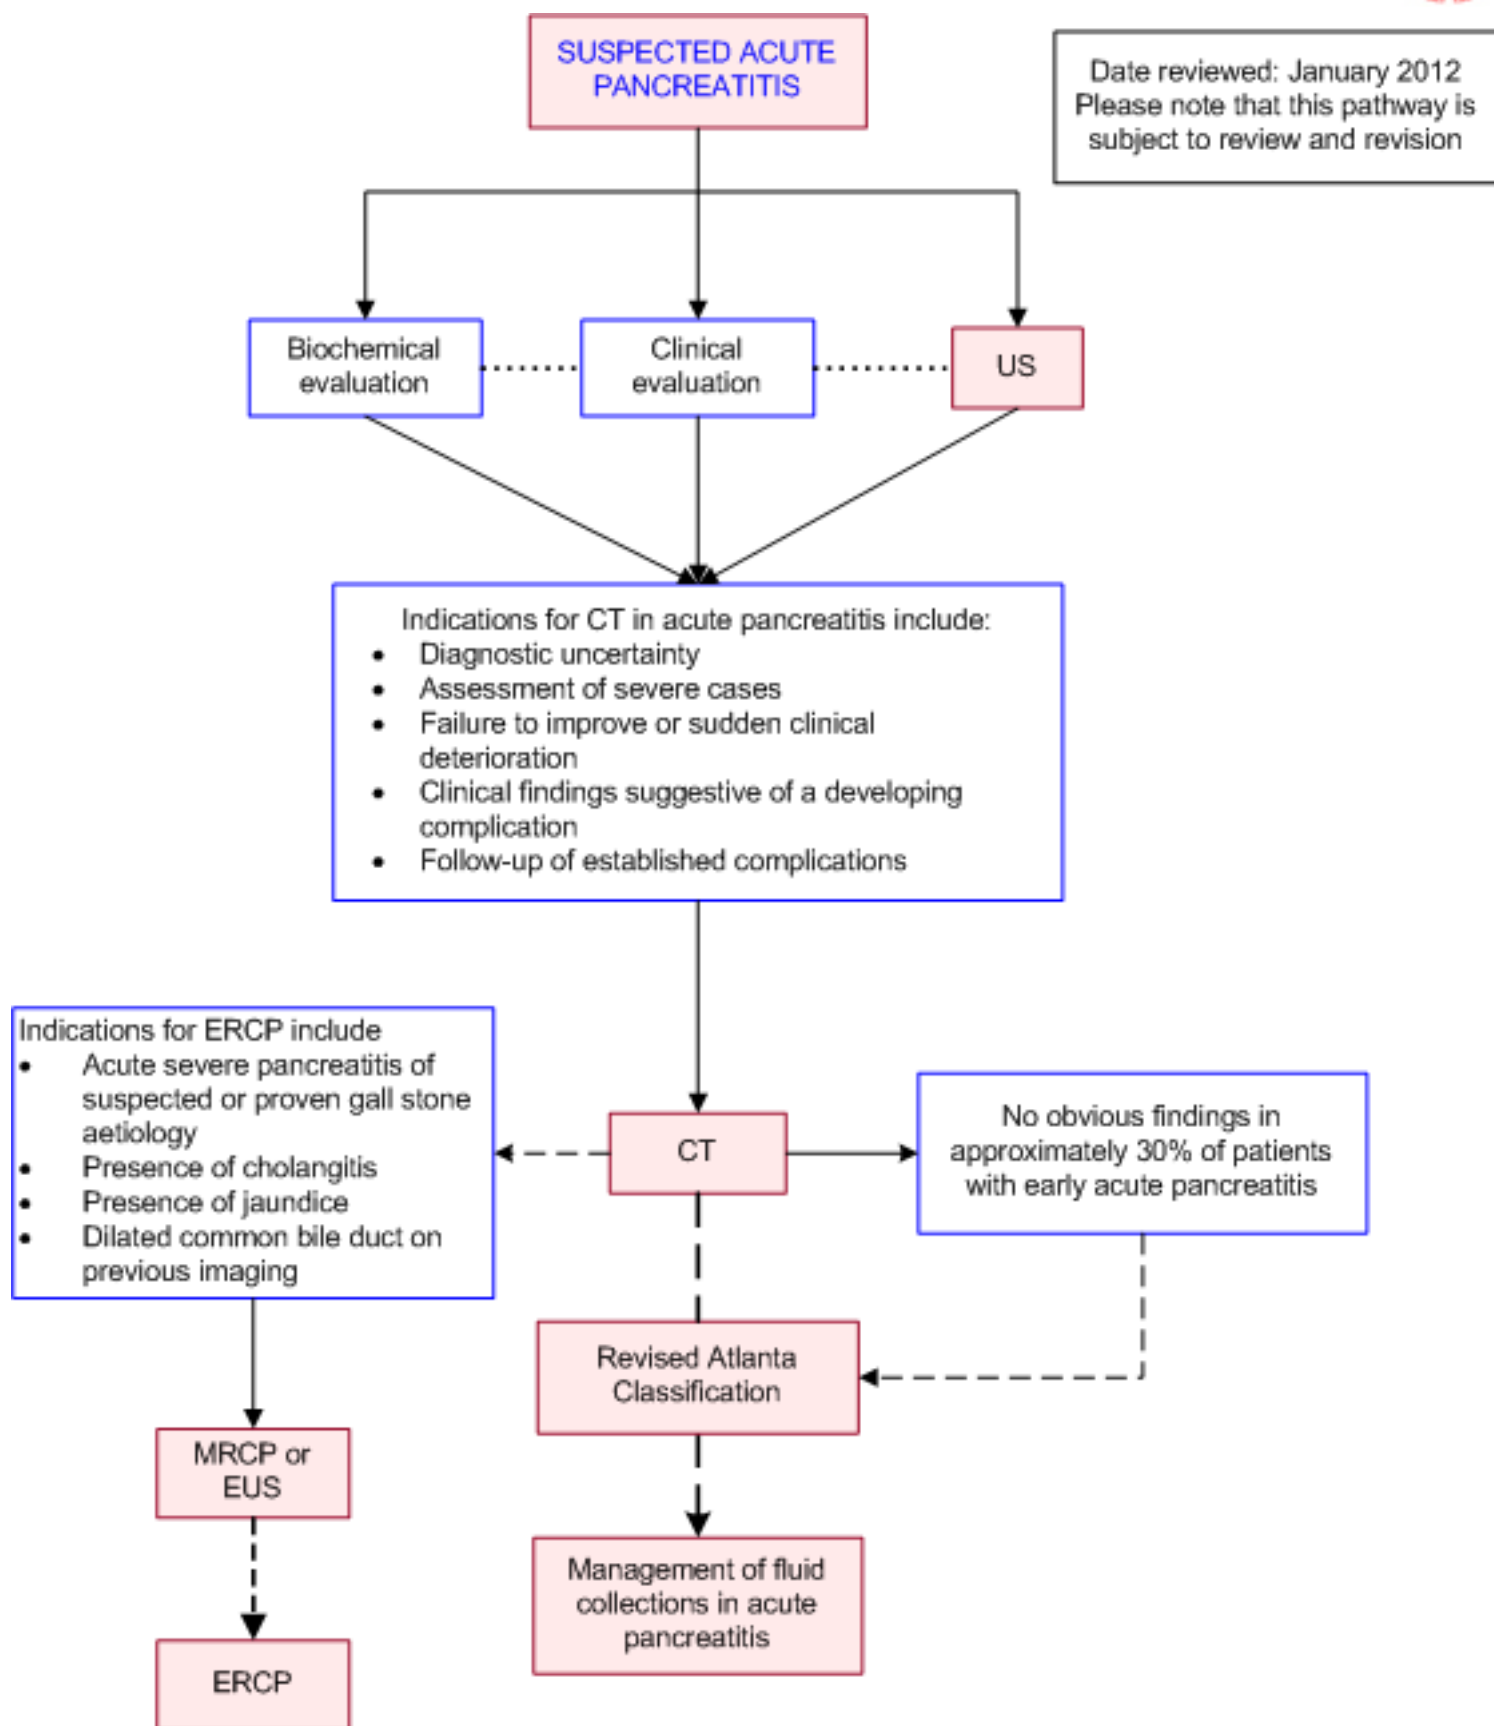 SUSPECTED ACUTE
PANCREATITIS
Date reviewed: January 2012
Please note that this pathway is
subject to review and revision
Biochemical
evaluation
Clinical
evaluation
US
Indications for CT in acute pancreatitis include:
• Diagnostic uncertainty
• Assessment of severe cases
• Failure to improve or sudden clinical
deterioration
• Clinical findings suggestive of a developing
complication
• Follow-up of established complications
Indications for ERCP include
• Acute severe pancreatitis of
suspected or proven gall stone
aetiology
• Presence of cholangitis
• Presence of jaundice
• Dilated common bile duct on
previous imaging
CT
No obvious findings in
approximately 30% of patients
with early acute pancreatitis
Revised Atlanta
Classification
MRCP or
EUS
Management of fluid
collections in acute
pancreatitis
ERCP